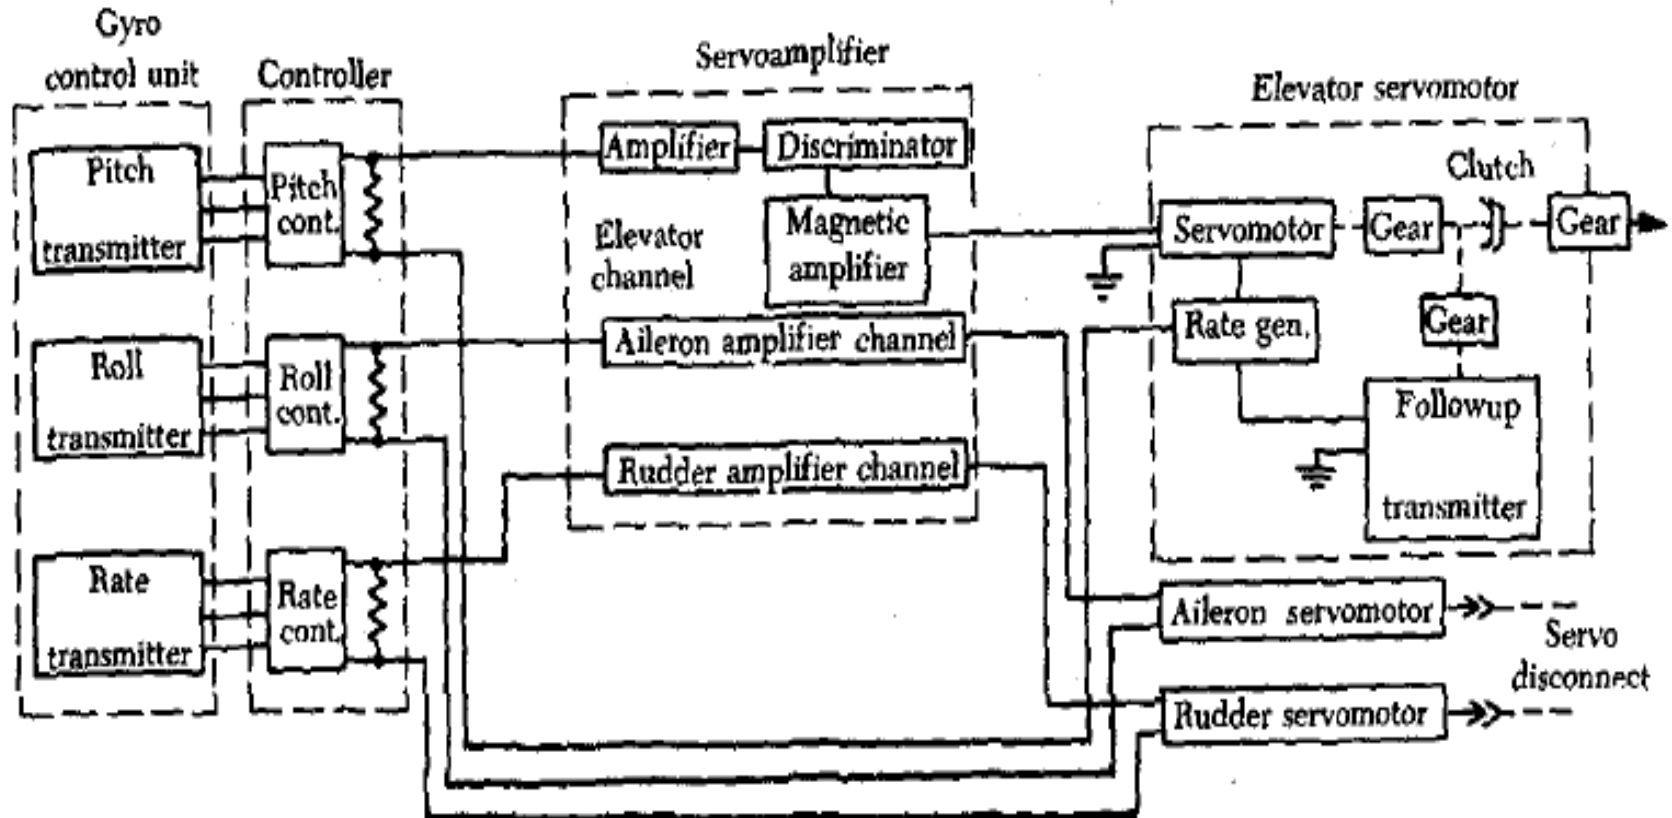 Gyro
control unit
Controller
Servoamplifier
Elevator servomotor
Pitch
transmitter
Pitch
cont.
Amplifier
Discriminator
Elevator
channel
Magnetic
amplifier
Clutch
Servomotor
Gear
Gear
Rate gen.
Gear
Followup
transmitter
Roll
transmitter
Roll
cont.
Aileron amplifier channel
Rudder amplifier channel
Rate
transmitter
Rate
cont.
Aileron servomotor
Servo
disconnect
Rudder servomotor